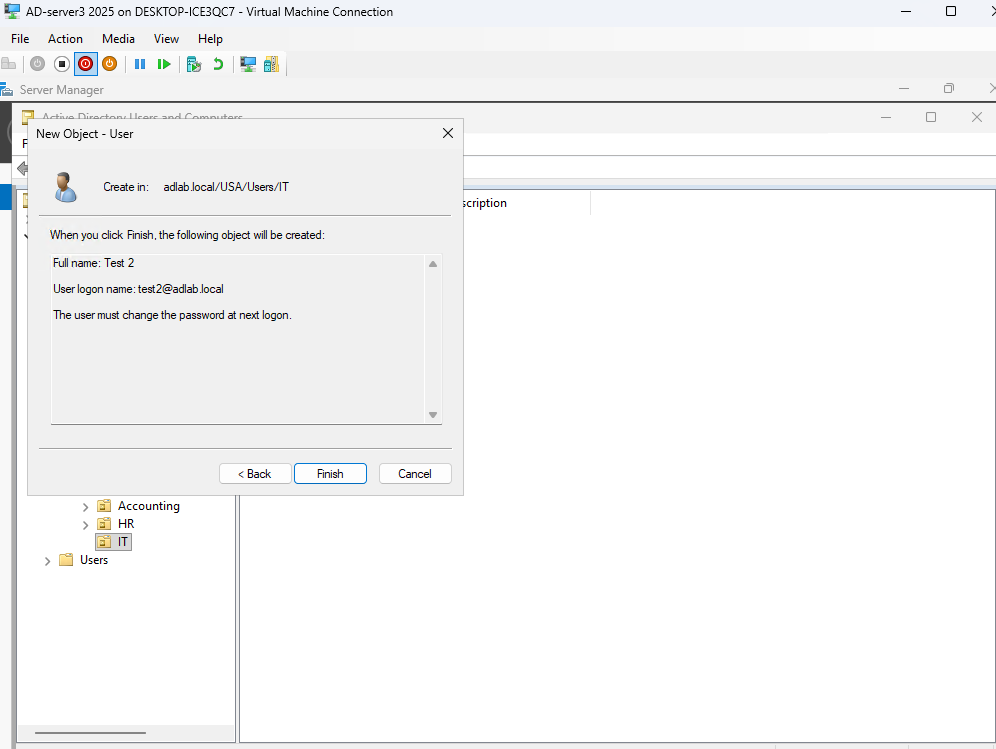 AD-server3 2025 on DESKTOP-ICE3QC7 - Virtual Machine Connection
File Action Media View Help
Server Manager
Active Directory Users and Computers
New Object - User
Create in: adlab.local/USA/Users/IT
scription
When you click Finish, the following object will be created:
Full name: Test 2
User logon name: test2@adlab.local
The user must change the password at next logon.
< Back Finish Cancel
Accounting
HR
IT
Users